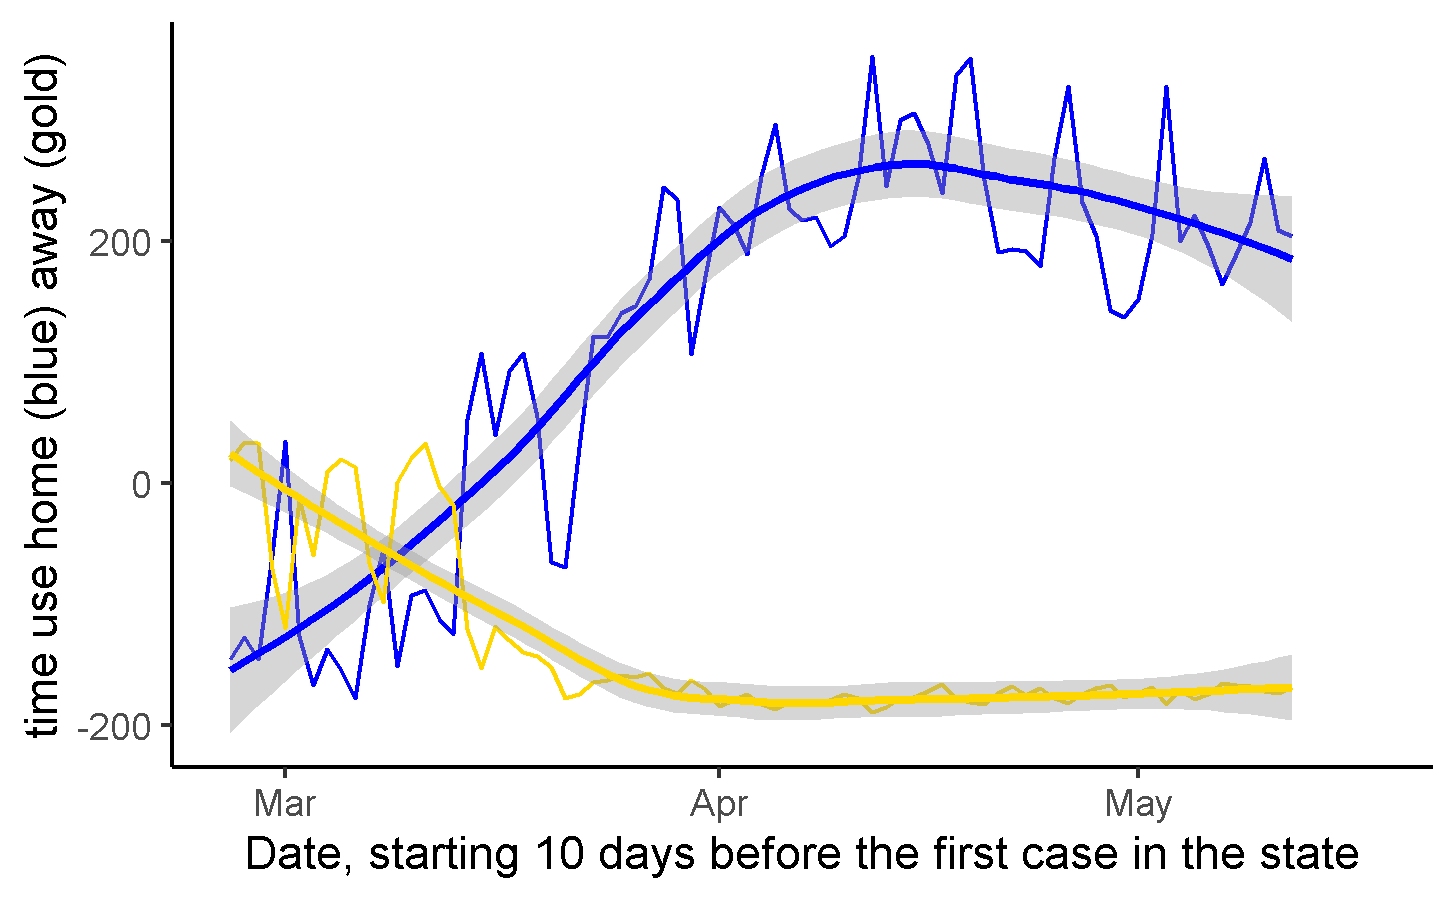 time use home (blue) away (gold)
200
0
-200
Mar Apr May
Date, starting 10 days before the first case in the state